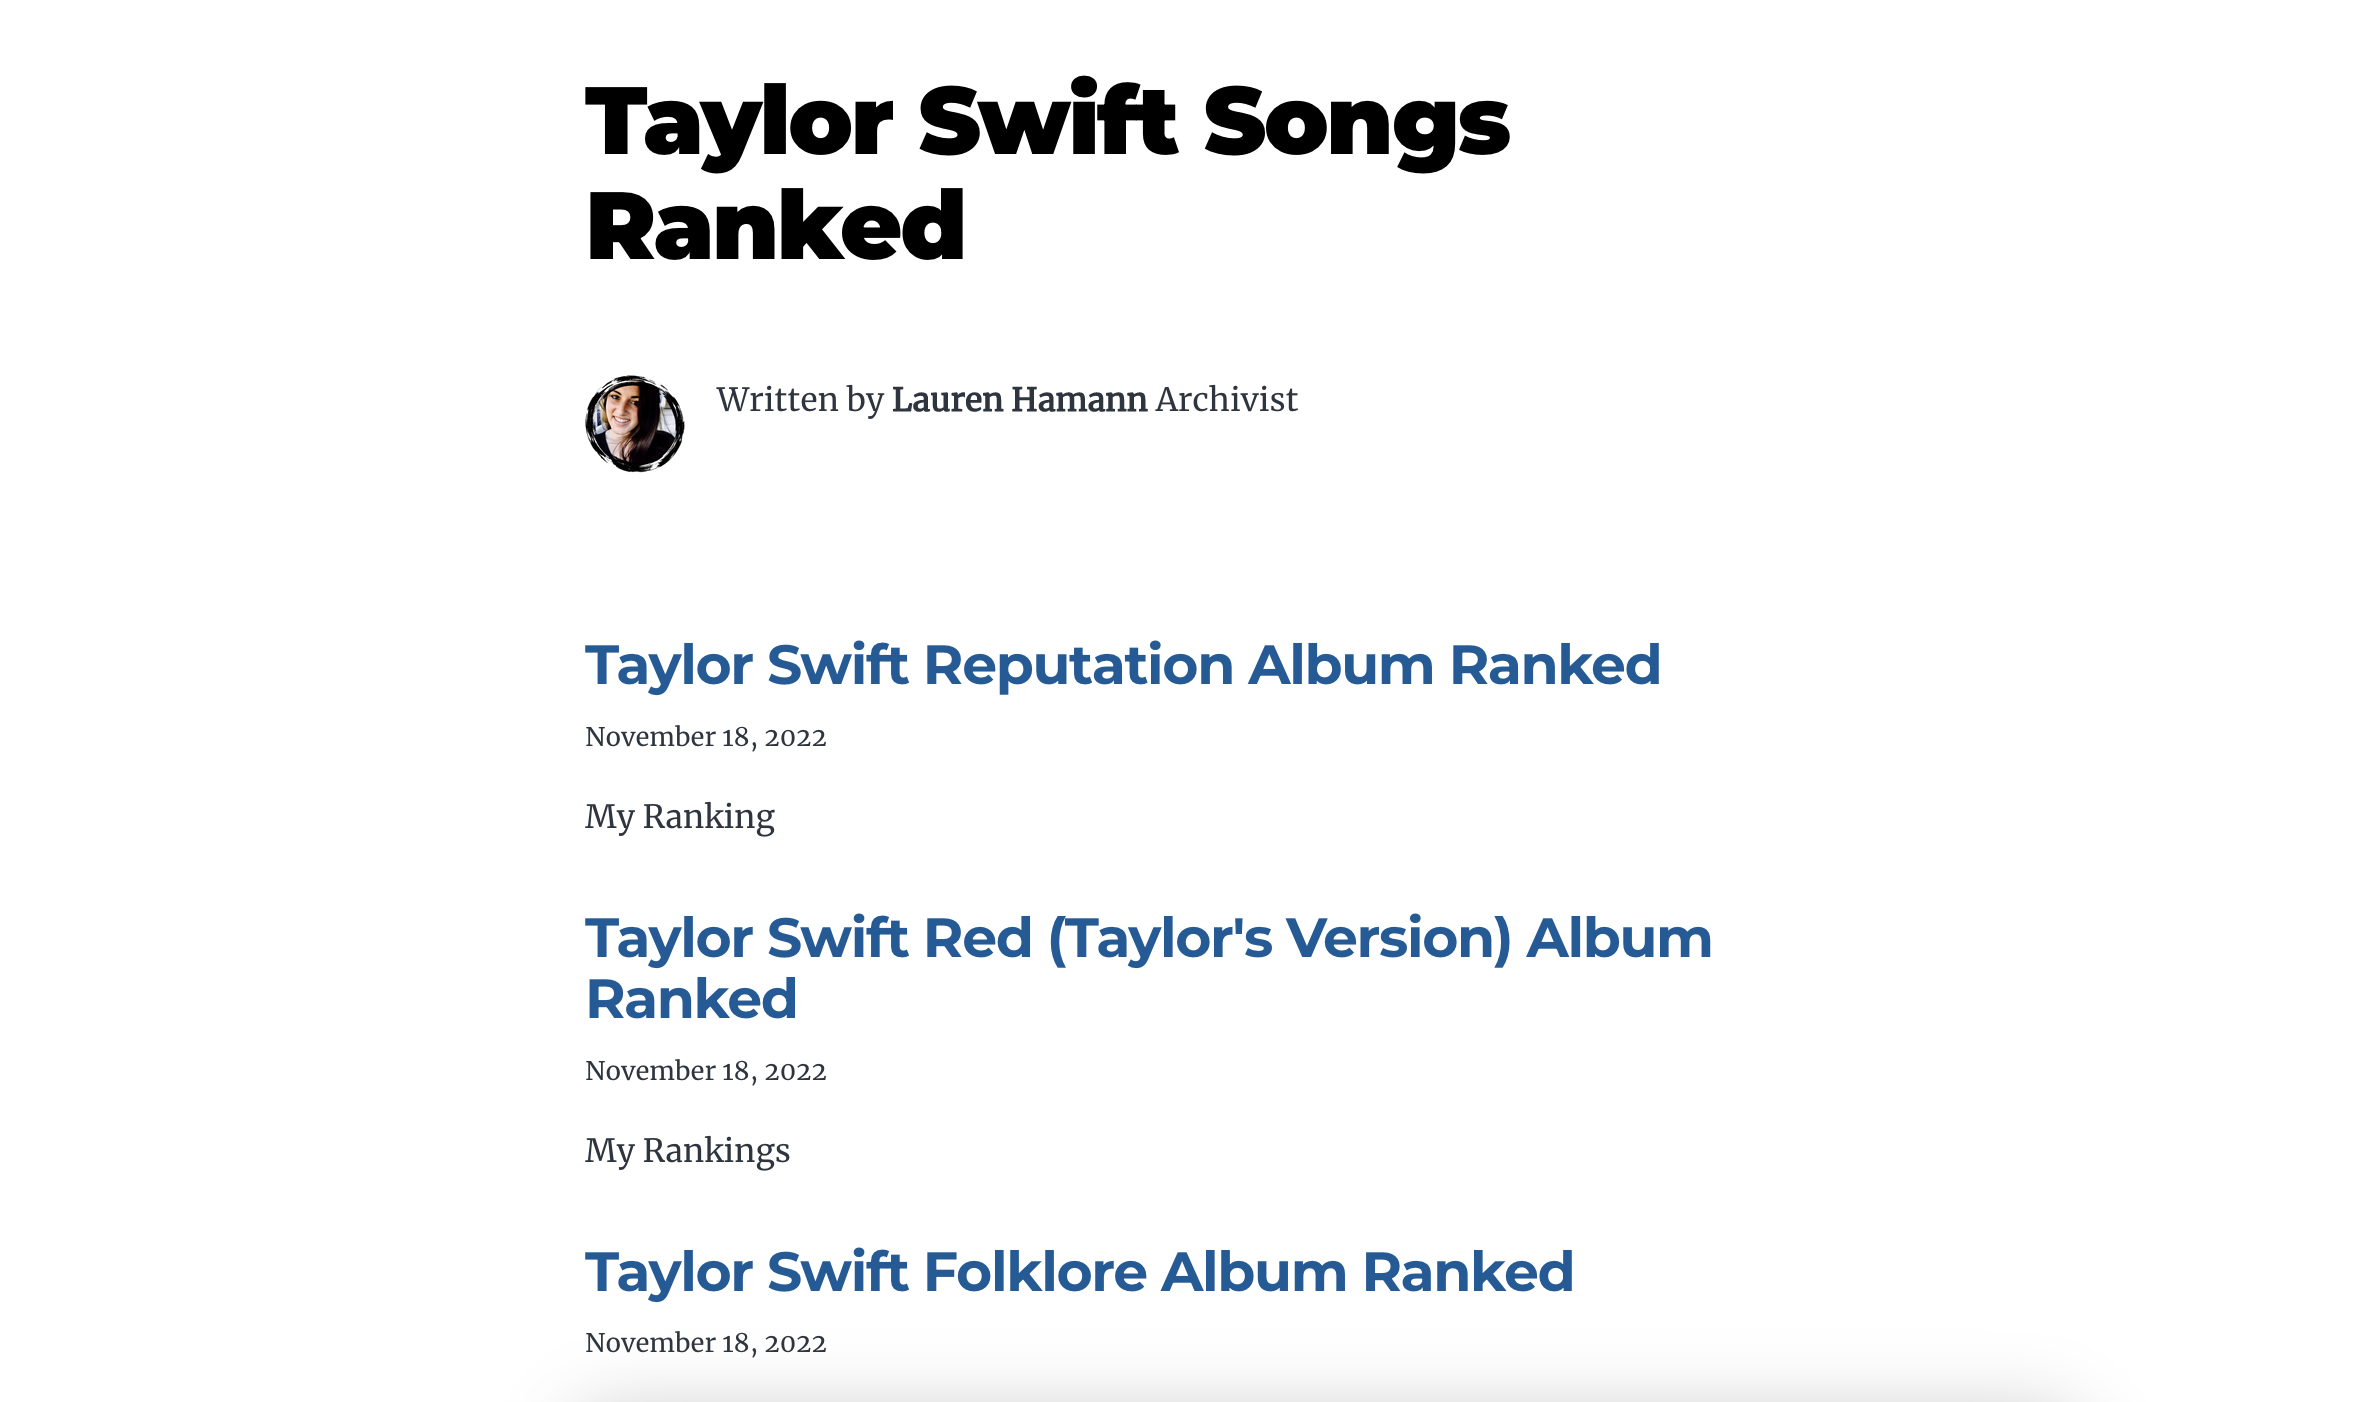 Taylor Swift Songs
Ranked
Written by Lauren Hamann Archivist
Taylor Swift Reputation Album Ranked
November 18, 2022
My Ranking
Taylor Swift Red (Taylor's Version) Album
Ranked
November 18, 2022
My Rankings
Taylor Swift Folklore Album Ranked
November 18, 2022